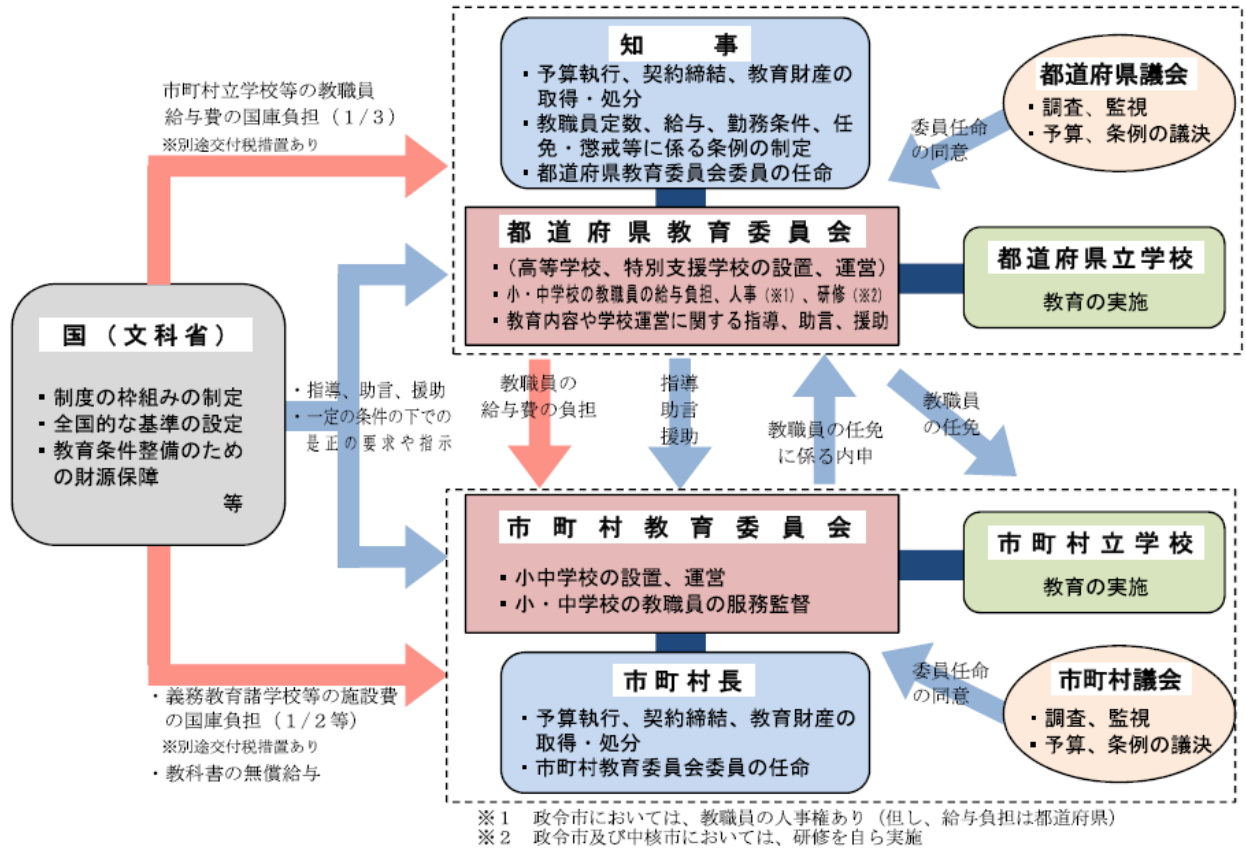 知　事
▪ 予算執行、契約締結、教育財産の
取得・処分
▪ 教職員定数、給与、勤務条件、任
免・懲戒等に係る条例の制定
▪ 都道府県教育委員会委員の任命
都道府県議会
▪ 調査、監視
▪ 予算、条例の議決
委員任命
の同意
市町村立学校等の教職員
給与費の国庫負担（１/３）
※別途交付税措置あり
都道府県教育委員会
▪ (高等学校、特別支援学校の設置、運営)
▪ 小・中学校の教職員の給与負担、人事（※1）、研修（※2）
▪ 教育内容や学校運営に関する指導、助言、援助
都道府県立学校
教育の実施
国（文科省）
▪ 制度の枠組みの制定
▪ 全国的な基準の設定
▪ 教育条件整備のため
の財源保障
等
・指導、助言、援助
・一定の条件の下での
是正の要求や指示
教職員の
給与費の負担
指導
助言
援助
教職員の任免
に係る内申
教職員
の任免
市町村教育委員会
▪ 小中学校の設置、運営
▪ 小・中学校の教職員の服務監督
市町村立学校
教育の実施
市町村長
▪ 予算執行、契約締結、教育財産の
取得・処分
▪ 市町村教育委員会委員の任命
委員任命
の同意
市町村議会
▪ 調査、監視
▪ 予算、条例の議決
・義務教育諸学校等の施設費
の国庫負担（１/２等）
※別途交付税措置あり
・教科書の無償給与
※１　政令市においては、教職員の人事権あり（但し、給与負担は都道府県）
※２　政令市及び中核市においては、研修を自ら実施